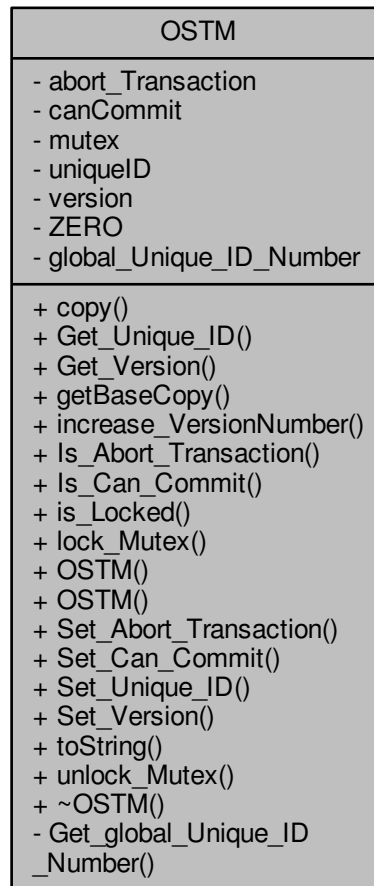 OSTM
- abort_Transaction
- canCommit
- mutex
- uniqueID
- version
- ZERO
- global_Unique_ID_Number
+ copy()
+ Get_Unique_ID()
+ Get_Version()
+ getBaseCopy()
+ increase_VersionNumber()
+ Is_Abort_Transaction()
+ Is_Can_Commit()
+ is_Locked()
+ lock_Mutex()
+ OSTM()
+ OSTM()
+ Set_Abort_Transaction()
+ Set_Can_Commit()
+ Set_Unique_ID()
+ Set_Version()
+ toString()
+ unlock_Mutex()
+ ~OSTM()
- Get_global_Unique_ID
_Number()